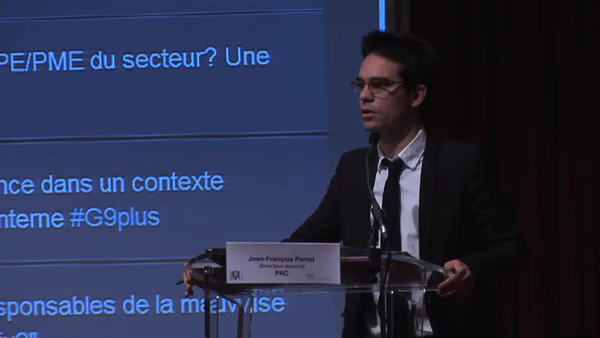 PE/PME du secteur? Une
nce dans un contexte
nterne #G9plus
sponsables de la mauvaise
Jean-François Perret
Directeur Associé
PAC